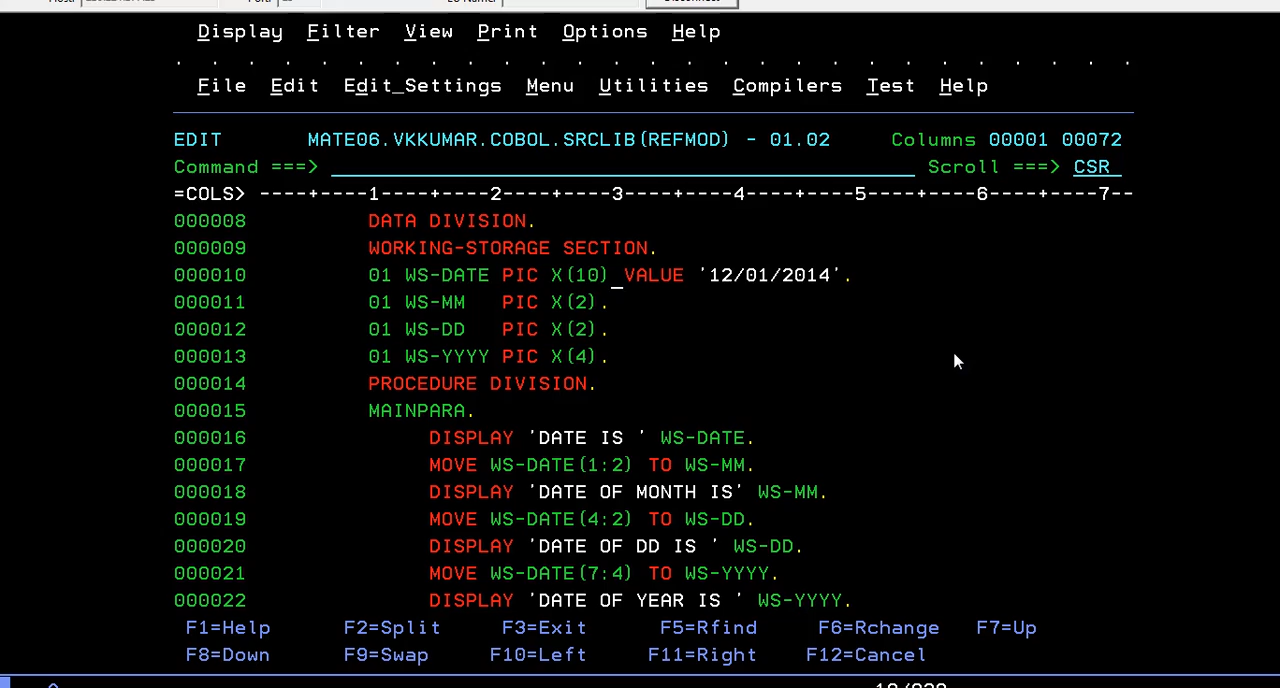 Display Filter View Print Options Help
. . . . . . . . . . . . . . . . . . . . . . . . . . .
File Edit Edit_Settings Menu Utilities Compilers Test Help
EDIT MATE06.VKKUMAR.COBOL.SRCLIB(REFMOD) - 01.02 Columns 00001 00072
Command ===> Scroll ===> CSR
=COLS> ----+----1----+----2----+----3----+----4----+----5----+----6----+----7--
000008 DATA DIVISION.
000009 WORKING-STORAGE SECTION.
000010 01 WS-DATE PIC X(10)_VALUE '12/01/2014'.
000011 01 WS-MM PIC X(2).
000012 01 WS-DD PIC X(2).
000013 01 WS-YYYY PIC X(4).
000014 PROCEDURE DIVISION.
000015 MAINPARA.
000016 DISPLAY 'DATE IS ' WS-DATE.
000017 MOVE WS-DATE(1:2) TO WS-MM.
000018 DISPLAY 'DATE OF MONTH IS' WS-MM.
000019 MOVE WS-DATE(4:2) TO WS-DD.
000020 DISPLAY 'DATE OF DD IS ' WS-DD.
000021 MOVE WS-DATE(7:4) TO WS-YYYY.
000022 DISPLAY 'DATE OF YEAR IS ' WS-YYYY.
F1=Help F2=Split F3=Exit F5=Rfind F6=Rchange F7=Up
F8=Down F9=Swap F10=Left F11=Right F12=Cancel